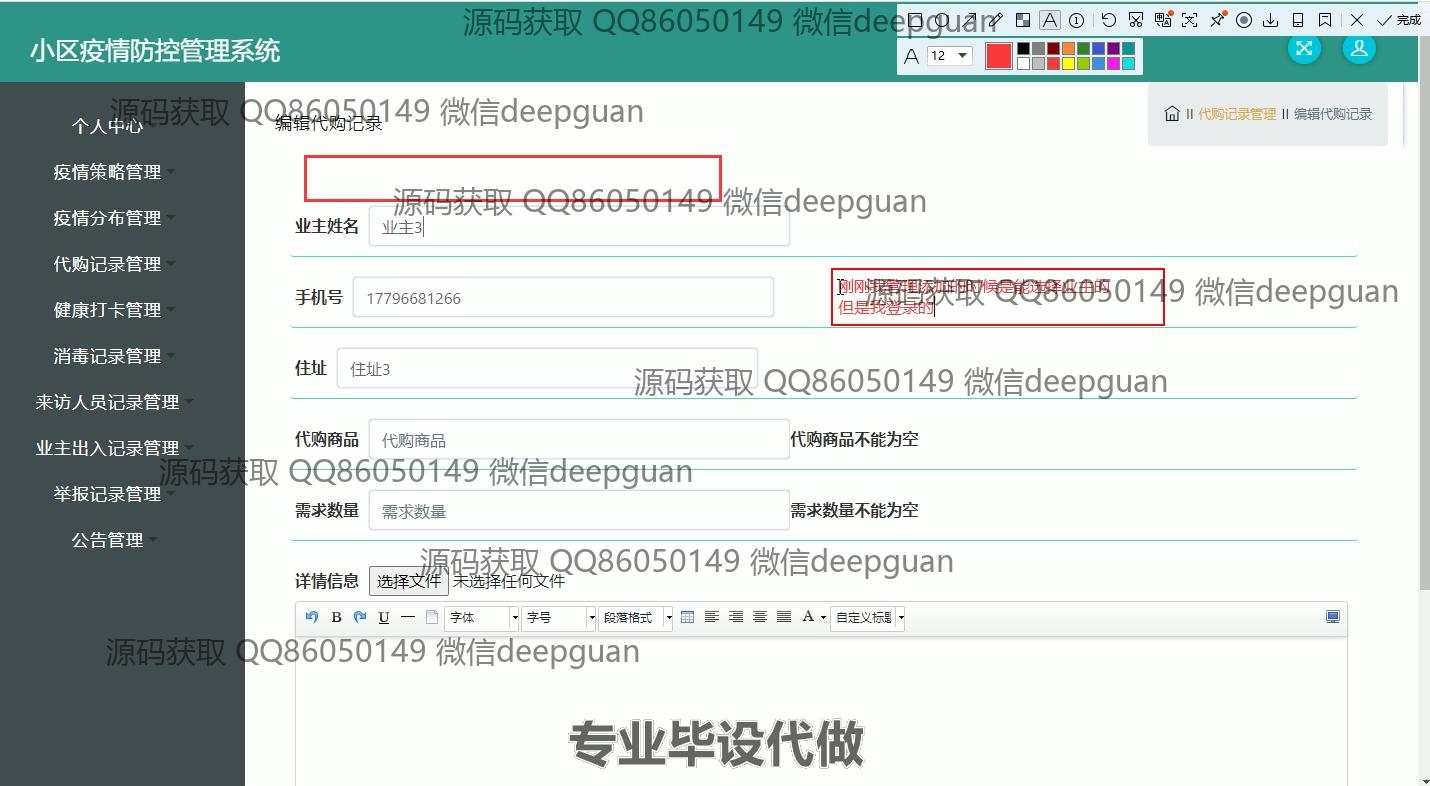 源码获取 QQ86050149 微信deepguan
12
完成
小区疫情防控管理系统
源码获取 QQ86050149 微信deepguan
个人中心
编辑代购记录
代购记录管理 编辑代购记录
疫情策略管理
源码获取 QQ86050149 微信deepguan
疫情分布管理
业主姓名 业主3
代购记录管理
刚刚我管理添加的时候是能选择业主的
源码获取 QQ86050149 微信deepguan
但是我登录的
健康打卡管理
手机号 17796681266
消毒记录管理
住址 住址3
源码获取 QQ86050149 微信deepguan
来访人员记录管理
业主出入记录管理
代购商品 代购商品 代购商品不能为空
源码获取 QQ86050149 微信deepguan
举报记录管理
需求数量 需求数量 需求数量不能为空
公告管理
源码获取 QQ86050149 微信deepguan
详情信息 选择文件 未选择任何文件
B U 字体 字号 段落格式 A 自定义标题
源码获取 QQ86050149 微信deepguan
专业毕设代做